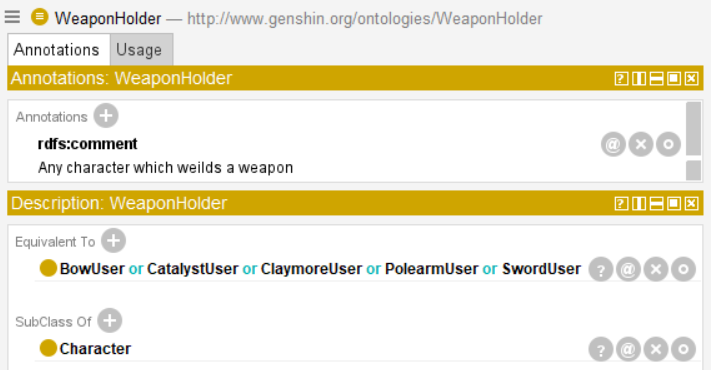 WeaponHolder — http://www.genshin.org/ontologies/WeaponHolder
Annotations Usage
Annotations: WeaponHolder
Annotations
rdfs:comment
Any character which weilds a weapon
Description: WeaponHolder
Equivalent To
BowUser or CatalystUser or ClaymoreUser or PolearmUser or SwordUser
SubClass Of
Character